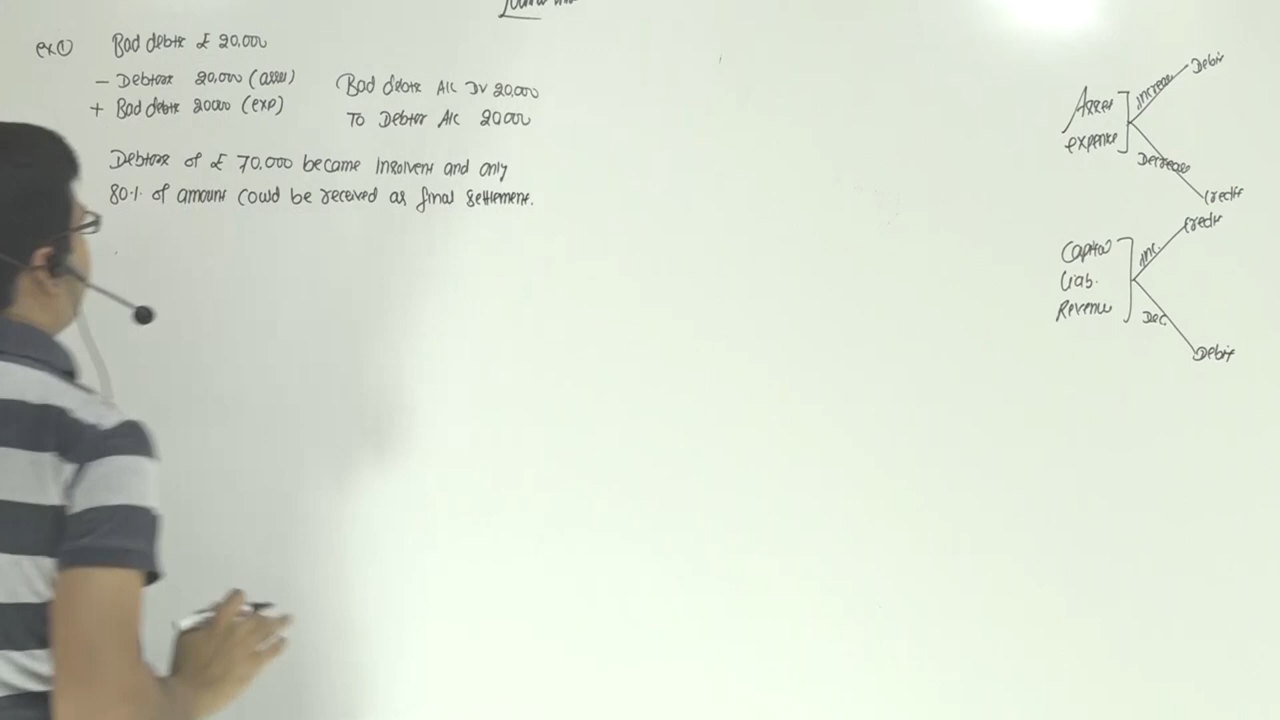 ex①
Bad debts £ 20,000
– Debtors 20,000 (asset)
+ Bad debts 20000 (exp)
Bad debts A/c Dr 20,000
To Debtor A/c 20000
Debtors of £ 70,000 became insolvent and only
80% of amount could be received as final settlement.
Asset
expense
increase
Debit
Decrease
Credit
Capital
Liab.
Revenue
Inc.
Credit
Dec.
Debit